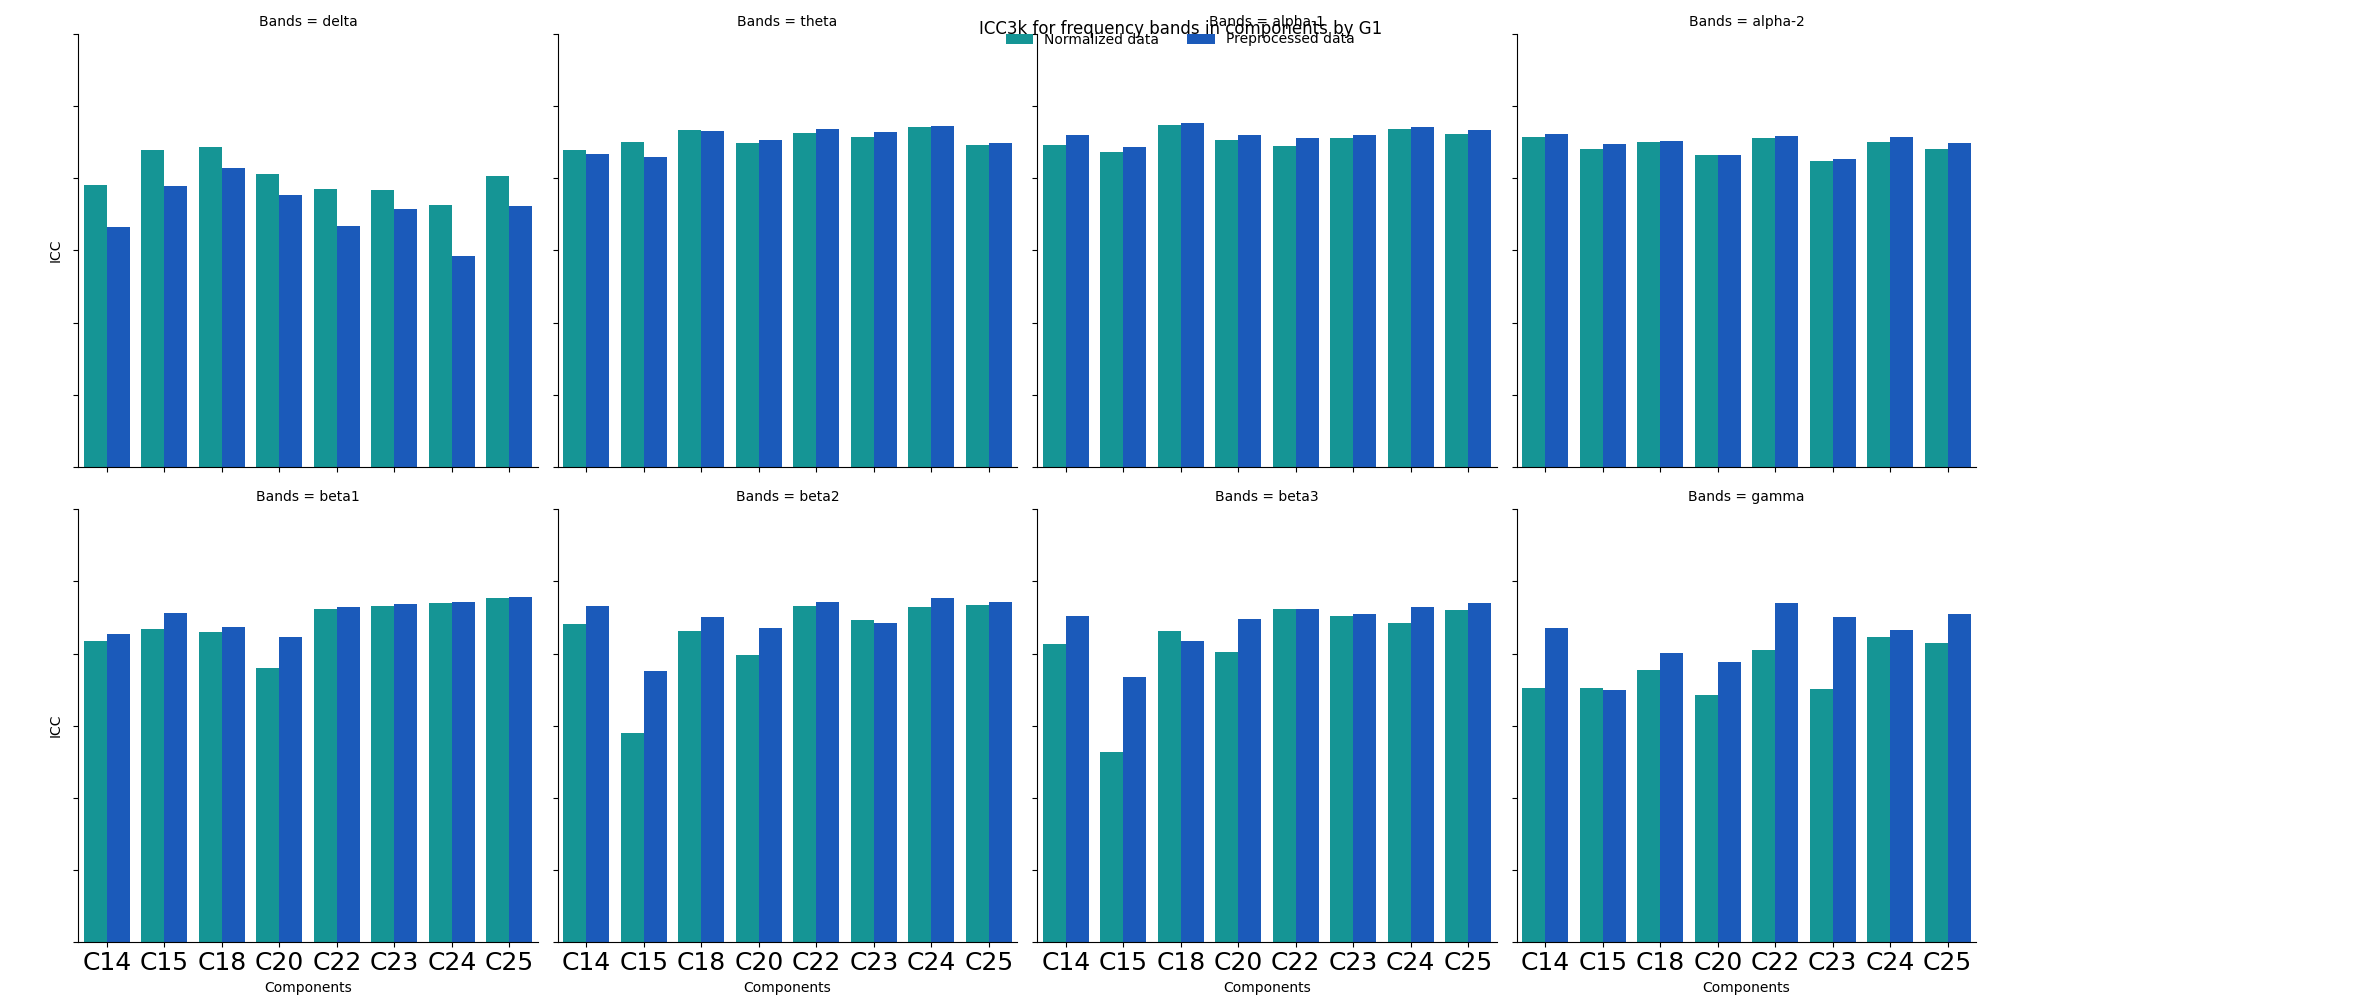 Bands = delta
Bands = theta
Bands = alpha-1
Bands = alpha-2
ICC3k for frequency bands in components by G1
Normalized data
Preprocessed data
ICC
Bands = beta1
Bands = beta2
Bands = beta3
Bands = gamma
ICC
C14 C15 C18 C20 C22 C23 C24 C25
C14 C15 C18 C20 C22 C23 C24 C25
C14 C15 C18 C20 C22 C23 C24 C25
C14 C15 C18 C20 C22 C23 C24 C25
Components
Components
Components
Components